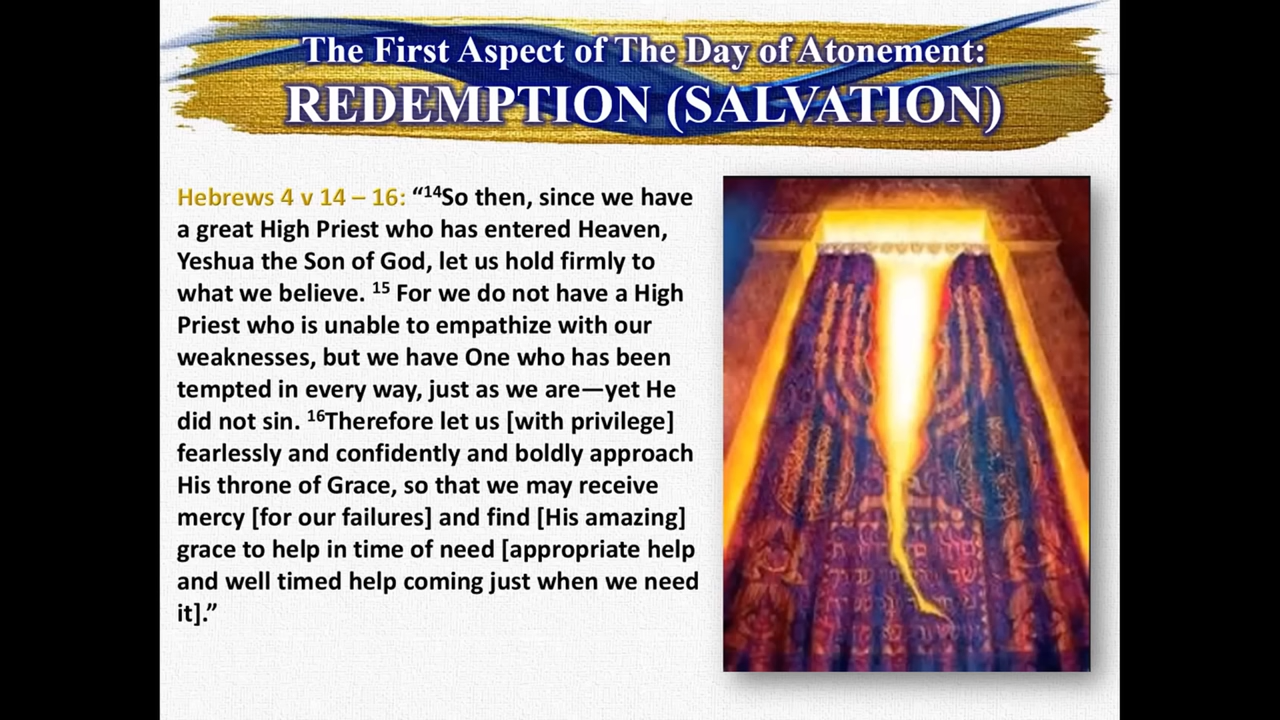 The First Aspect of The Day of Atonement:
REDEMPTION (SALVATION)
Hebrews 4 v 14 – 16: “14So then, since we have
a great High Priest who has entered Heaven,
Yeshua the Son of God, let us hold firmly to
what we believe. 15 For we do not have a High
Priest who is unable to empathize with our
weaknesses, but we have One who has been
tempted in every way, just as we are—yet He
did not sin. 16Therefore let us [with privilege]
fearlessly and confidently and boldly approach
His throne of Grace, so that we may receive
mercy [for our failures] and find [His amazing]
grace to help in time of need [appropriate help
and well timed help coming just when we need
it].”